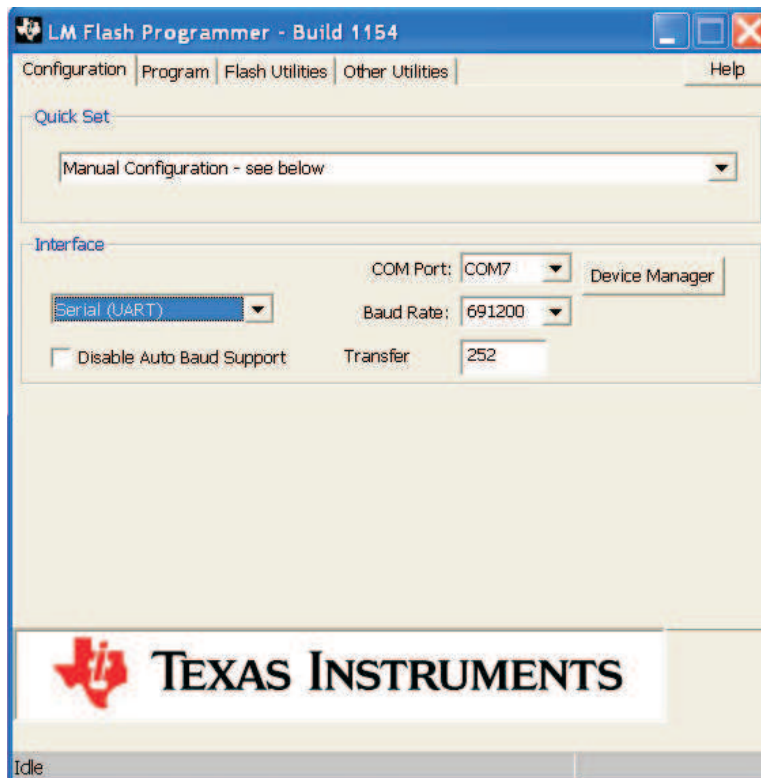 LM Flash Programmer - Build 1154
Configuration Program Flash Utilities Other Utilities Help
Quick Set
Manual Configuration - see below
Interface
COM Port: COM7 Device Manager
Serial (UART) Baud Rate: 691200
Disable Auto Baud Support Transfer 252
TEXAS INSTRUMENTS
Idle